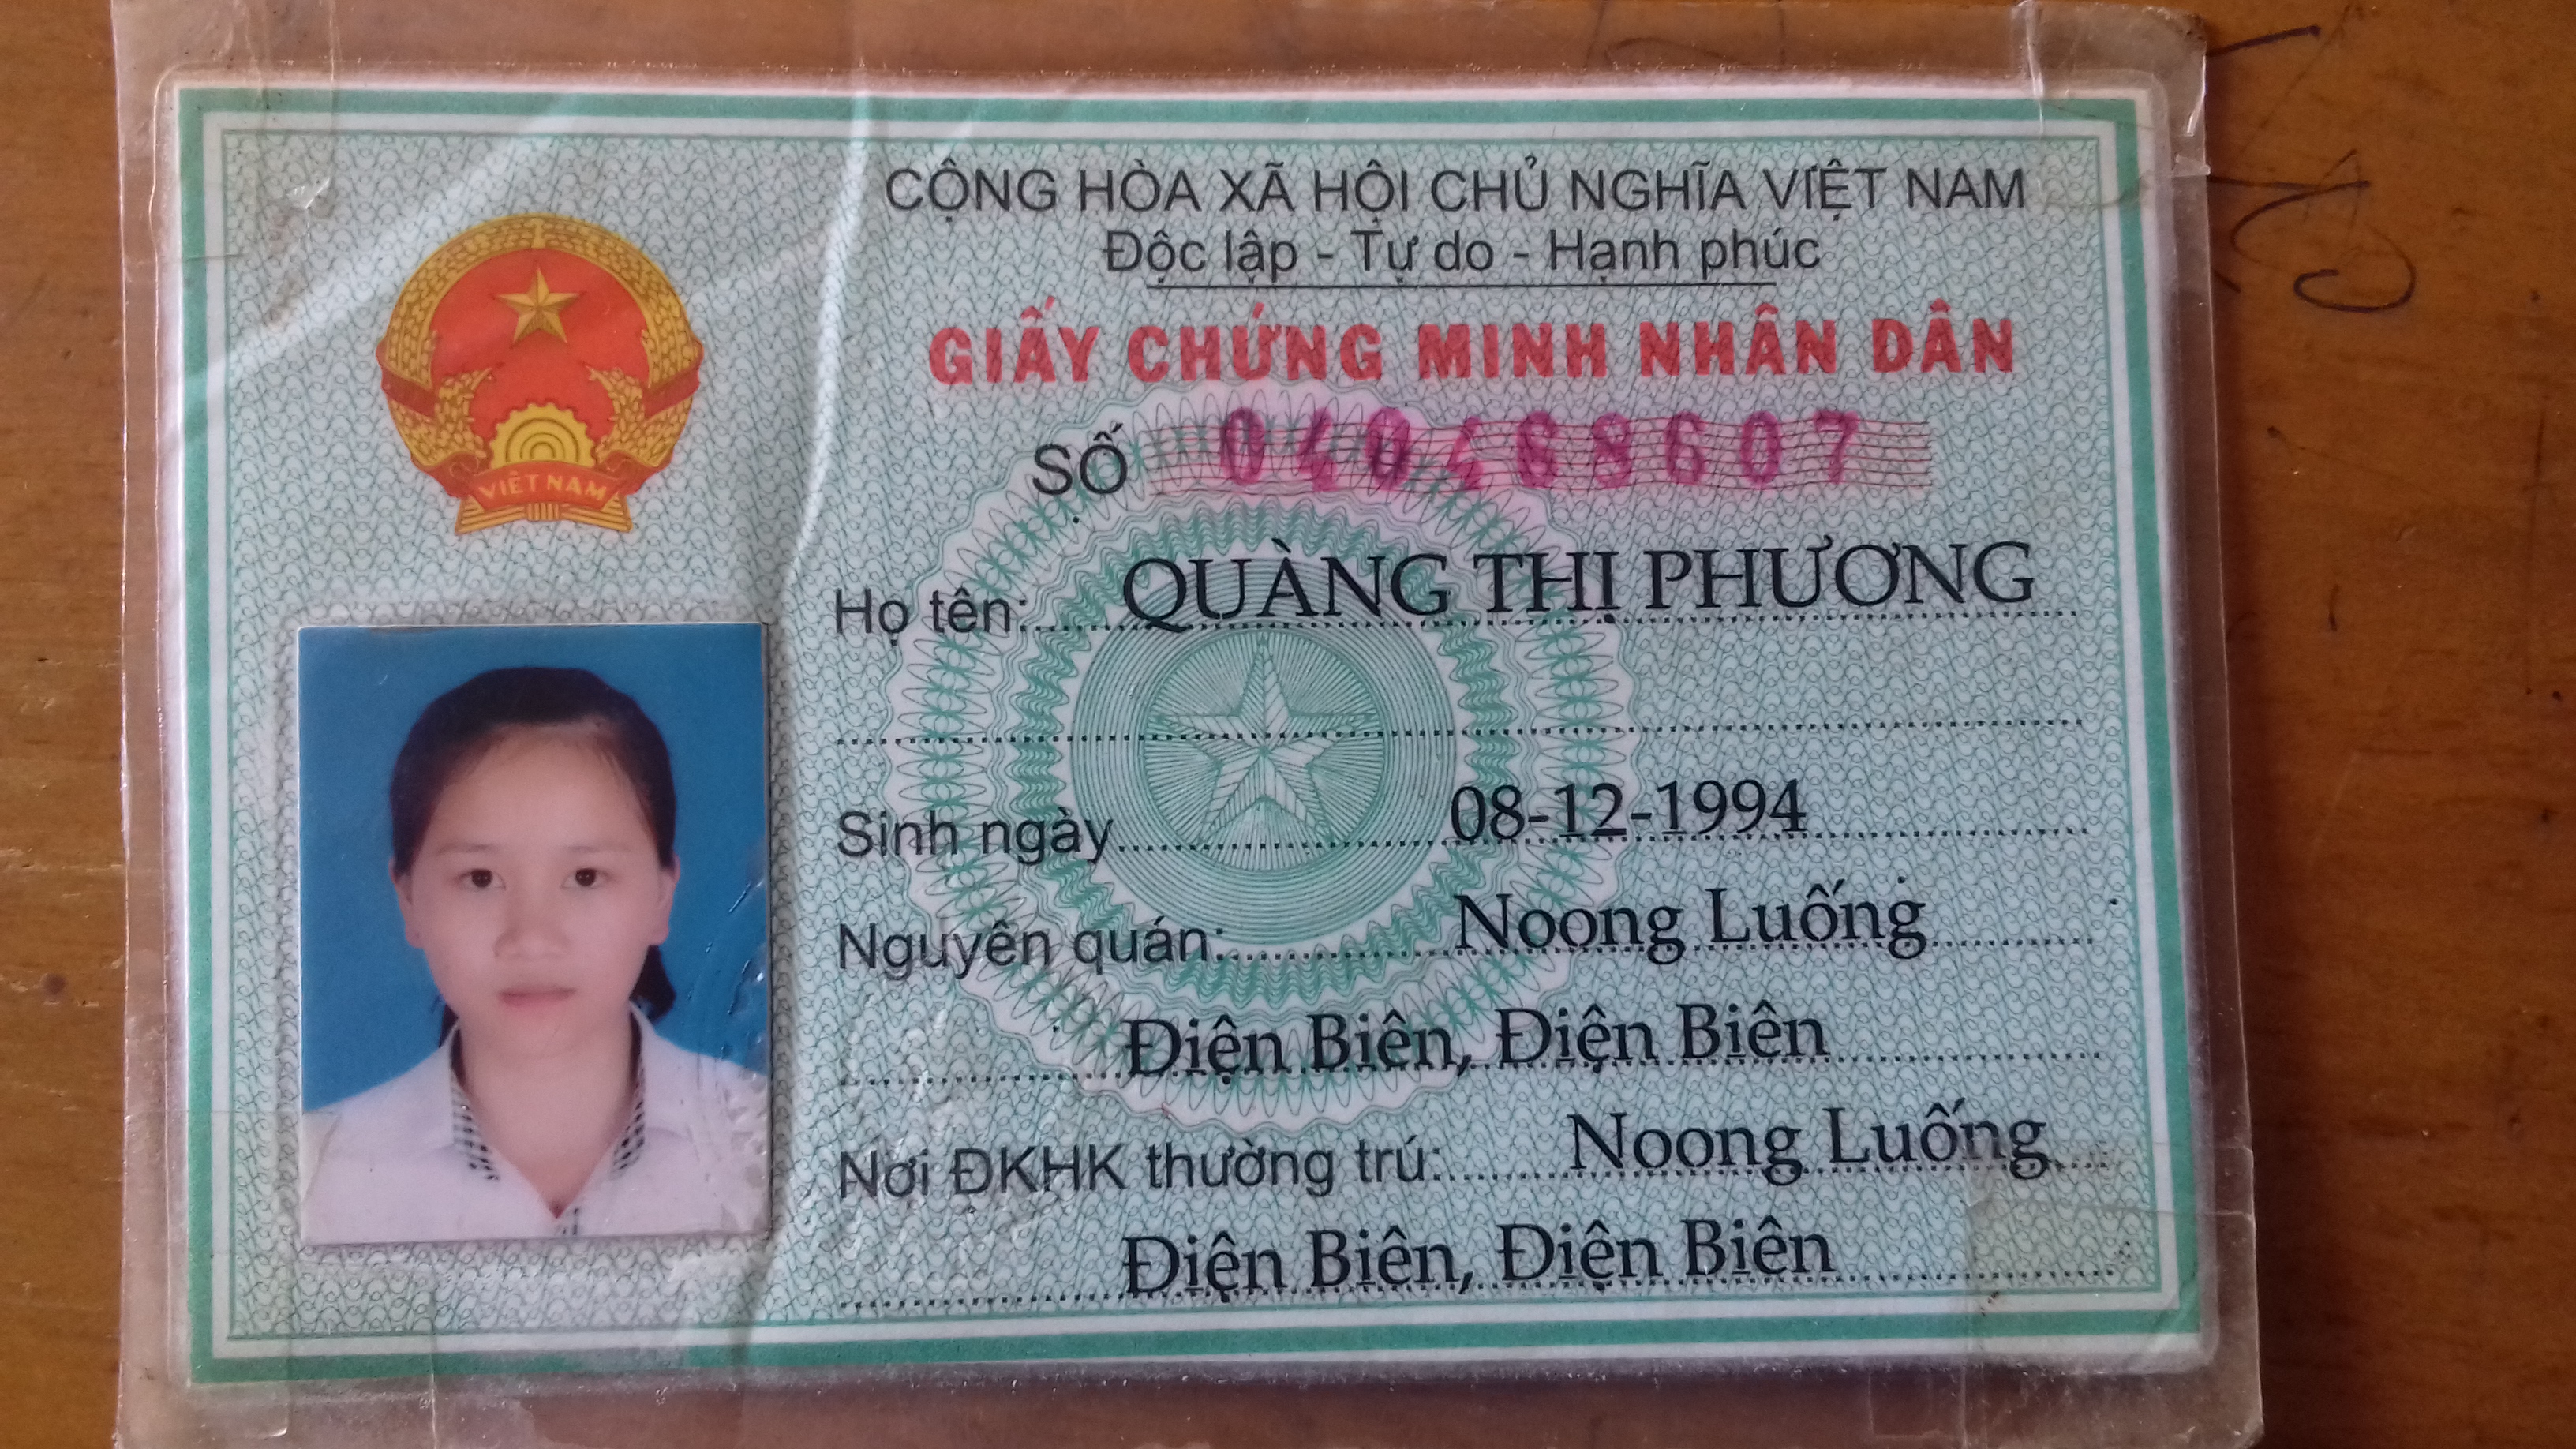 CỘNG HÒA XÃ HỘI CHỦ NGHĨA VIỆT NAM
Độc lập - Tự do - Hạnh phúc
GIẤY CHỨNG MINH NHÂN DÂN
SỐ 040468607
Họ tên: QUÀNG THỊ PHƯƠNG
Sinh ngày 08-12-1994
Nguyên quán Noong Luống
Điện Biên, Điện Biên
Nơi ĐKHK thường trú: Noong Luống
Điện Biên, Điện Biên
VIỆT NAM